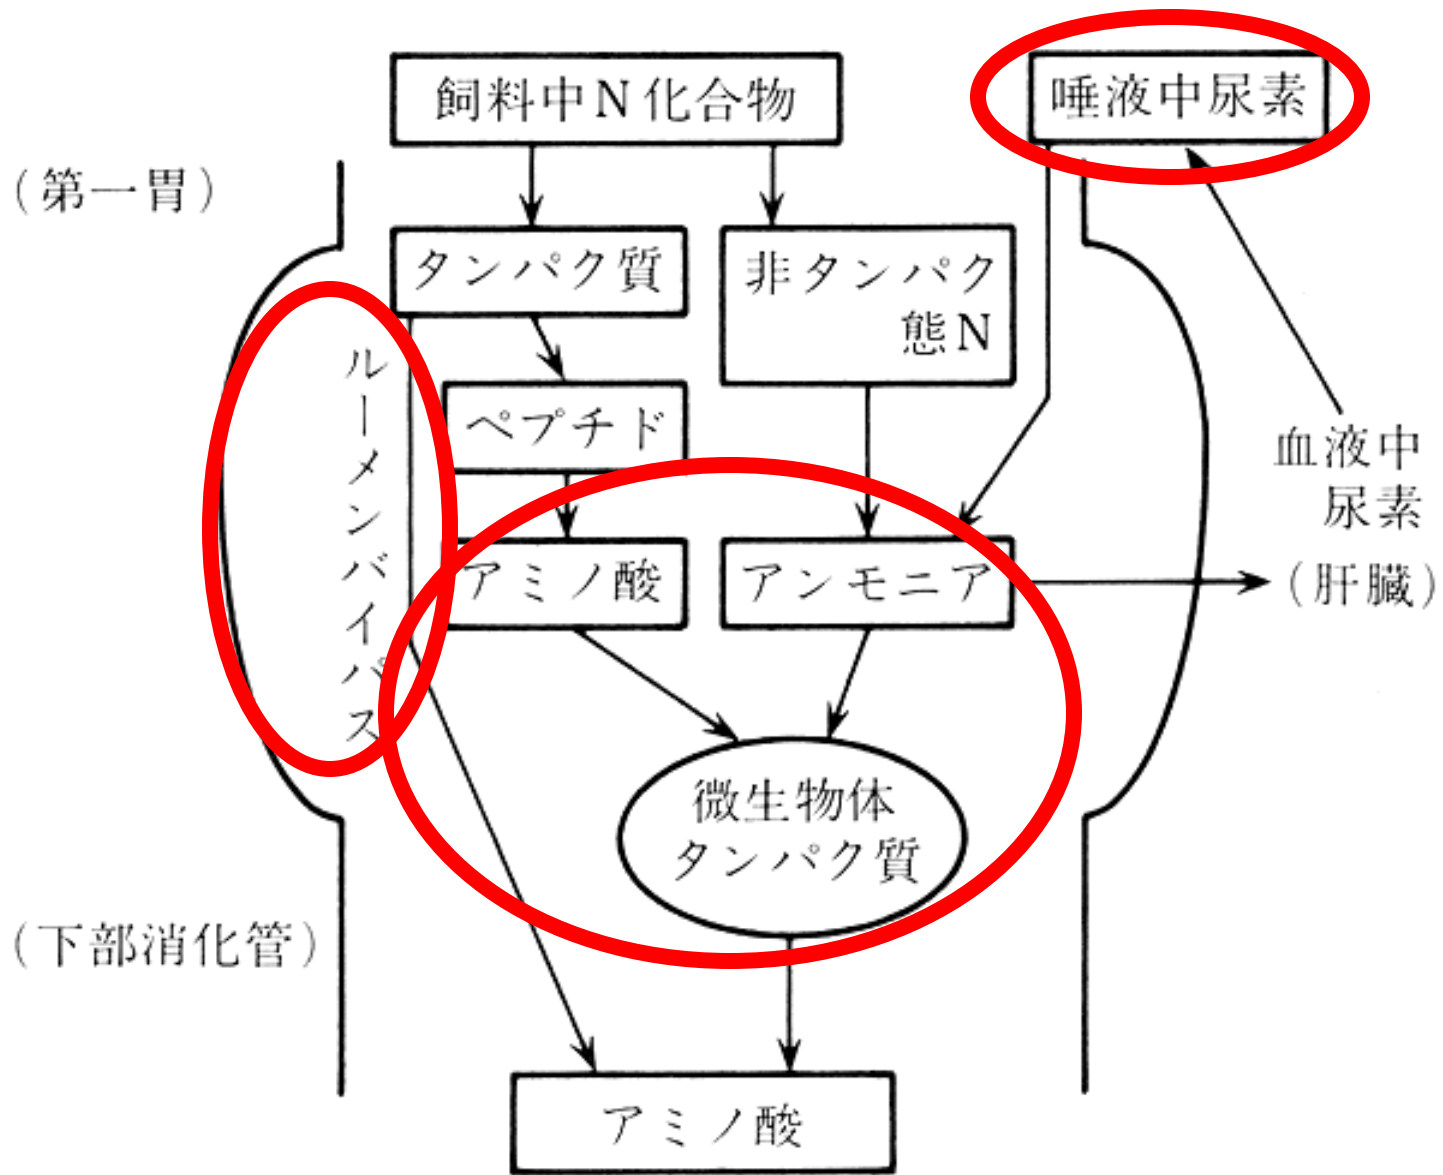 飼料中N化合物
唾液中尿素
(第一胃)
タンパク質
非タンパク
態N
ルーメンバイパス
ペプチド
血液中
尿素
アミノ酸
アンモニア
(肝臓)
微生物体
タンパク質
(下部消化管)
アミノ酸